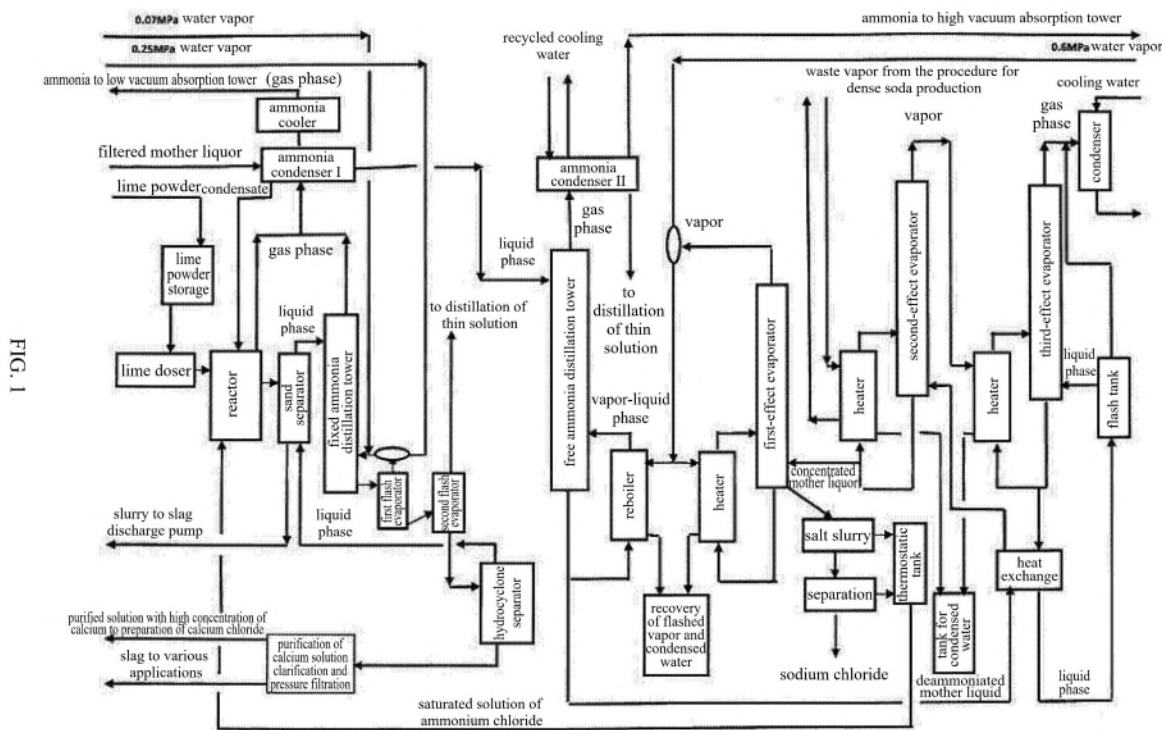 0.07MPa water vapor
0.25MPa water vapor
ammonia to low vacuum absorption tower
(gas phase)
ammonia
cooler
filtered mother liquor
ammonia
condenser I
lime powder
condensate
lime
powder
storage
gas phase
liquid
phase
lime doser
reactor
sand
separator
fixed ammonia
distillation tower
first flash
evaporator
second flash
evaporator
to distillation of
thin solution
slurry to slag
discharge pump
liquid
phase
hydrocyclone
separator
purified solution with high concentration of
calcium to preparation of calcium chloride
slag to various
applications
purification of
calcium solution
clarification and
pressure filtration
saturated solution of
ammonium chloride
ammonia to high vacuum absorption tower
recycled cooling
water
0.6MPa water vapor
waste vapor from the procedure for
dense soda production
cooling water
ammonia
condenser II
gas
phase
liquid
phase
free ammonia distillation tower
to
distillation of
thin solution
vapor
vapor-liquid
phase
reboiler
heater
first-effect evaporator
recovery of
flashed
vapor and
condensed
water
vapor
second-effect evaporator
heater
concentrated
mother liquor
salt slurry
separation
thermostatic
tank
sodium chloride
gas
phase
condenser
third-effect evaporator
heater
liquid
phase
flash tank
heat
exchange
tank for
condensed
water
deammoniated
mother liquid
liquid
phase
FIG. 1